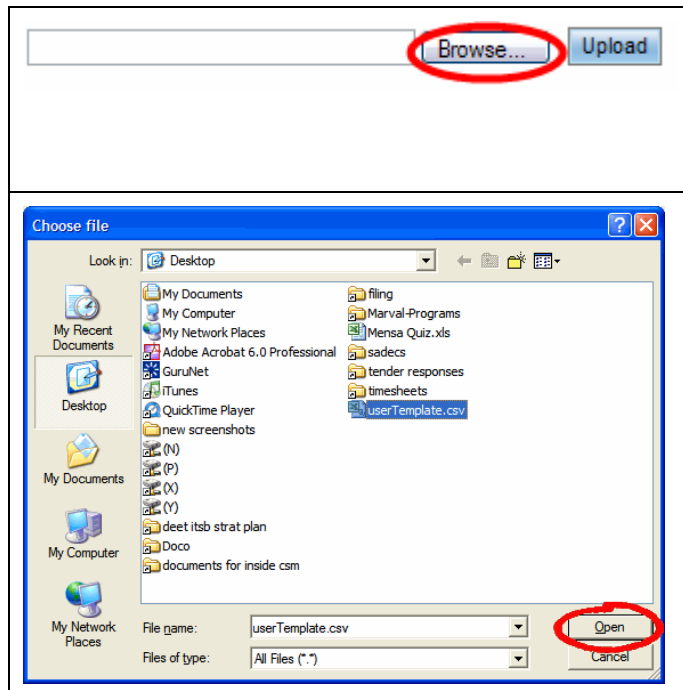 Browse...
Upload
Choose file
Look in:
Desktop
My Recent
Documents
Desktop
My Documents
My Computer
My Network
Places
My Documents
My Computer
My Network Places
Adobe Acrobat 6.0 Professional
GuruNet
iTunes
QuickTime Player
new screenshots
(N)
(P)
(X)
(Y)
deet itsb strat plan
Doco
documents for inside csm
filing
Marval-Programs
Mensa Quiz.xls
sadecs
tender responses
timesheets
userTemplate.csv
File name:
userTemplate.csv
Open
Files of type:
All Files (*.*)
Cancel